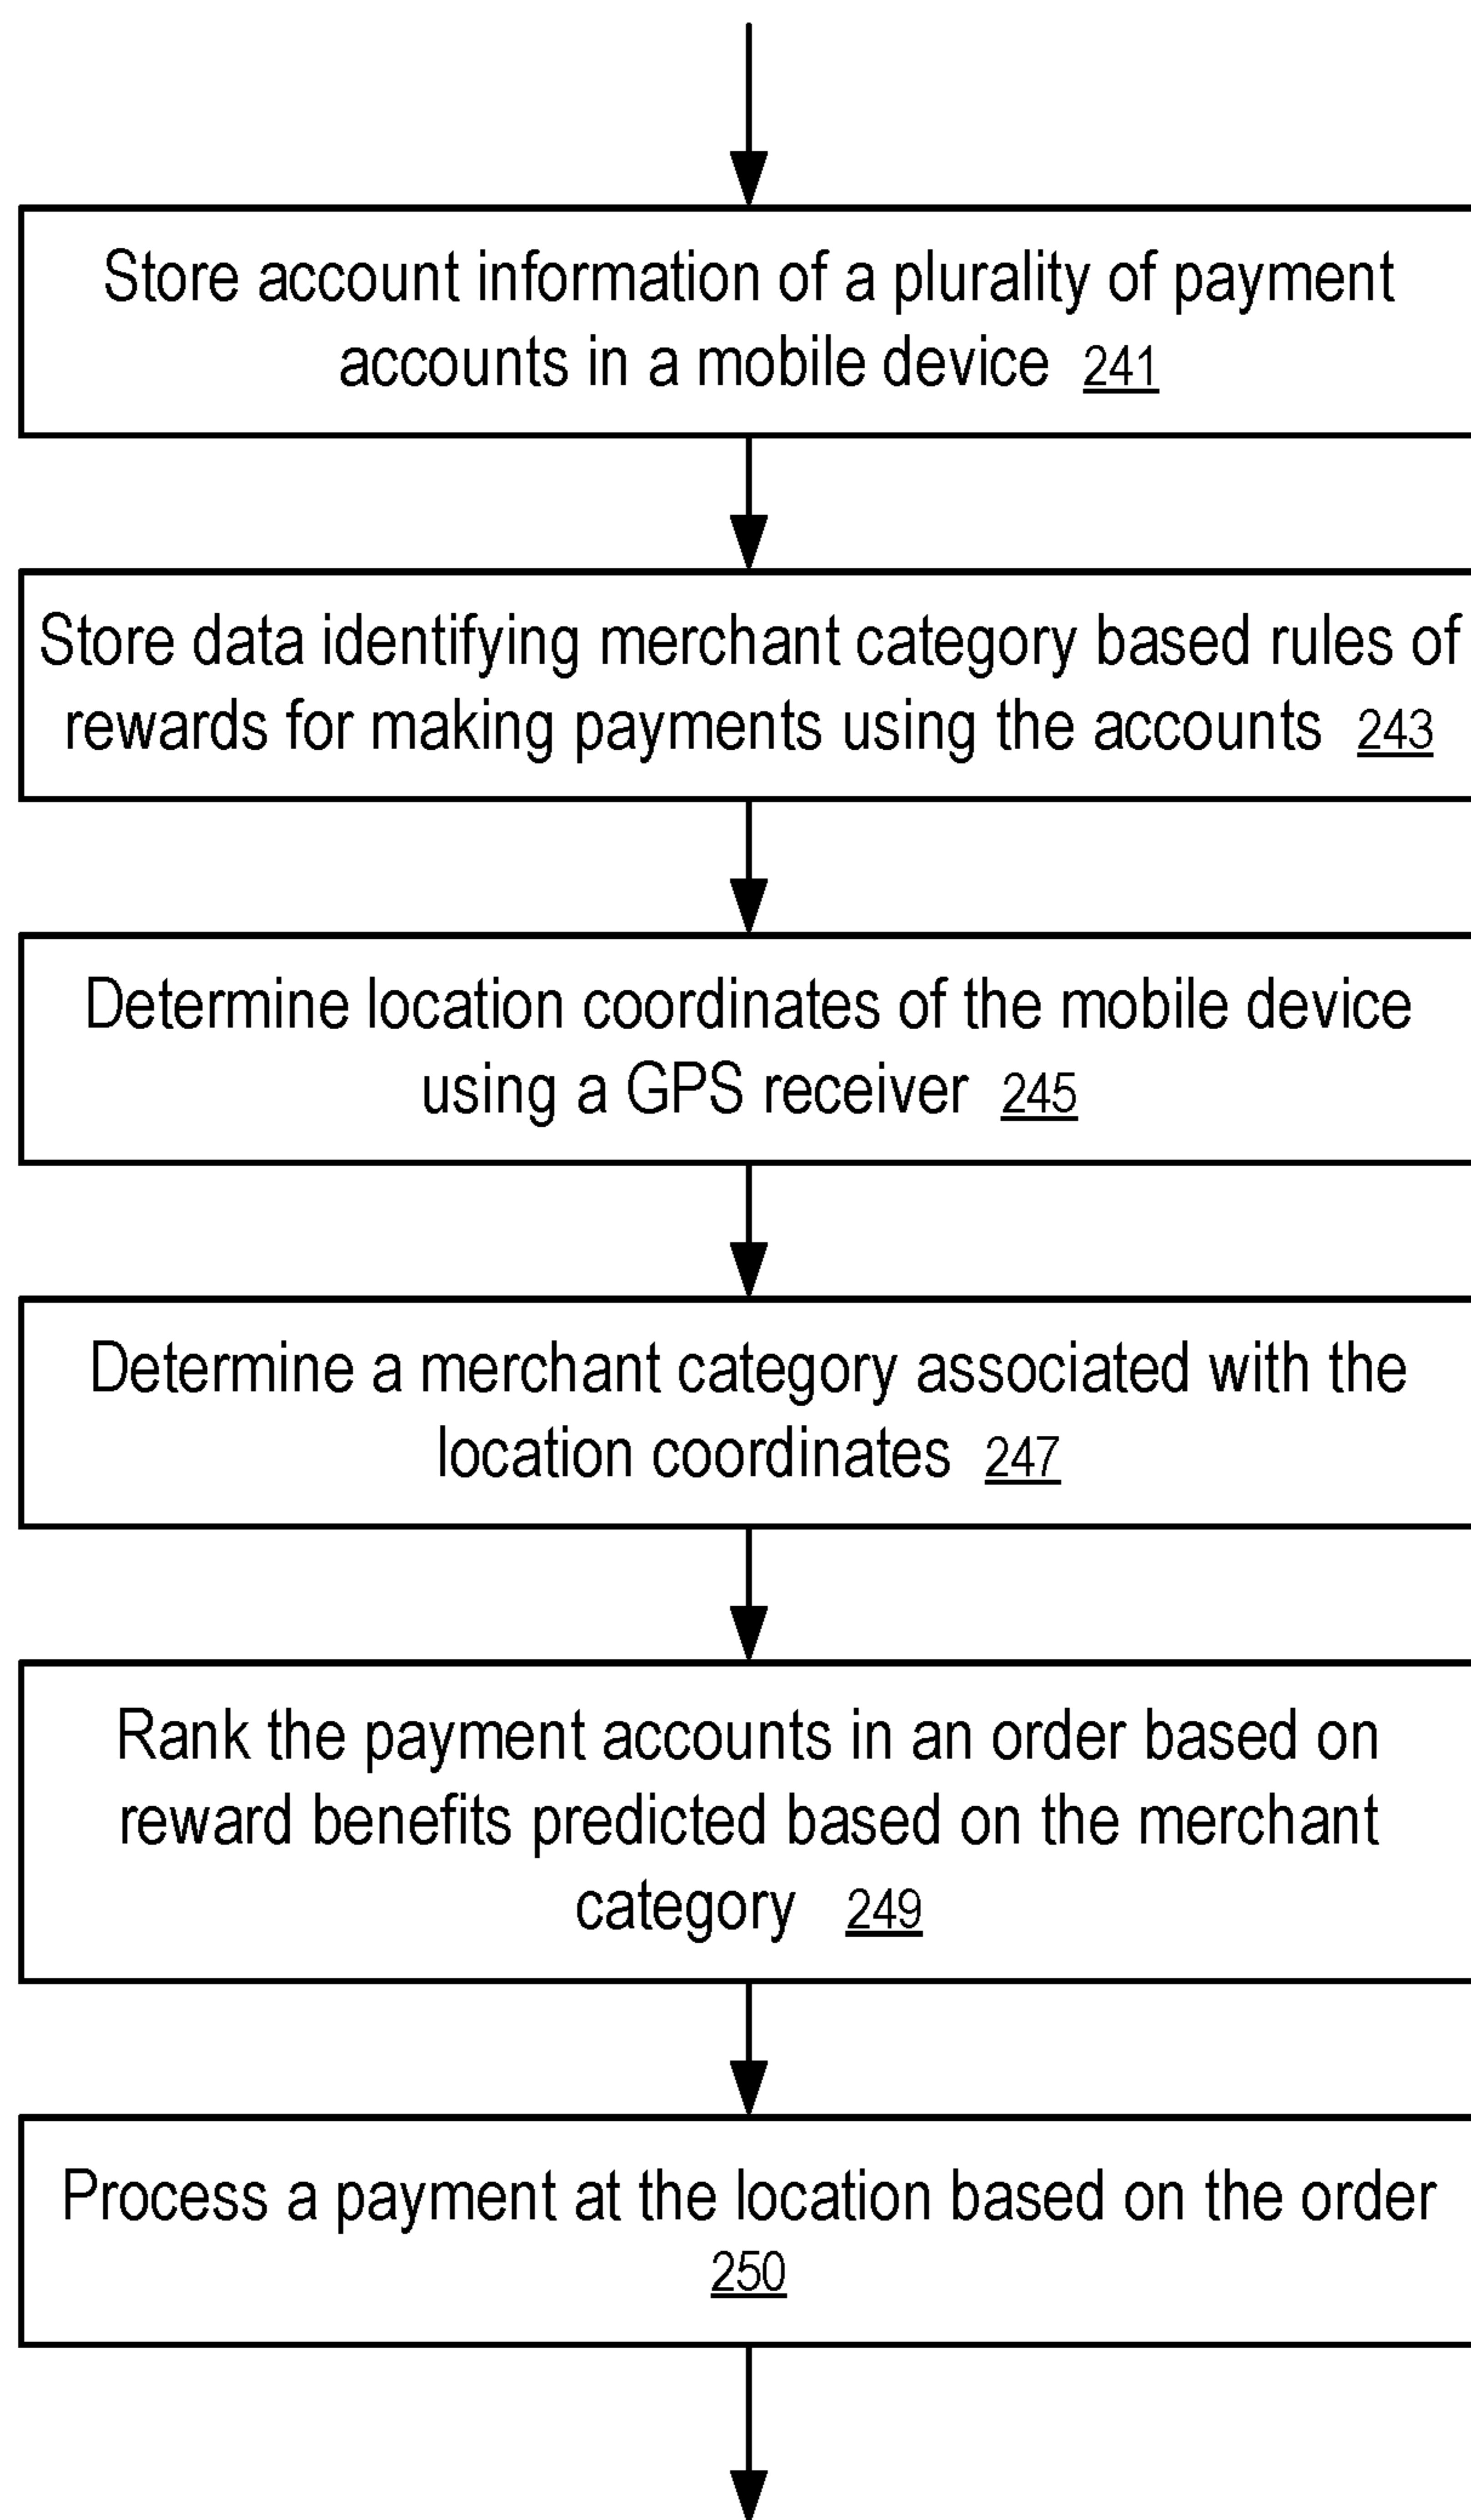 Store account information of a plurality of payment
accounts in a mobile device 241
Store data identifying merchant category based rules of
rewards for making payments using the accounts 243
Determine location coordinates of the mobile device
using a GPS receiver 245
Determine a merchant category associated with the
location coordinates 247
Rank the payment accounts in an order based on
reward benefits predicted based on the merchant
category 249
Process a payment at the location based on the order
250